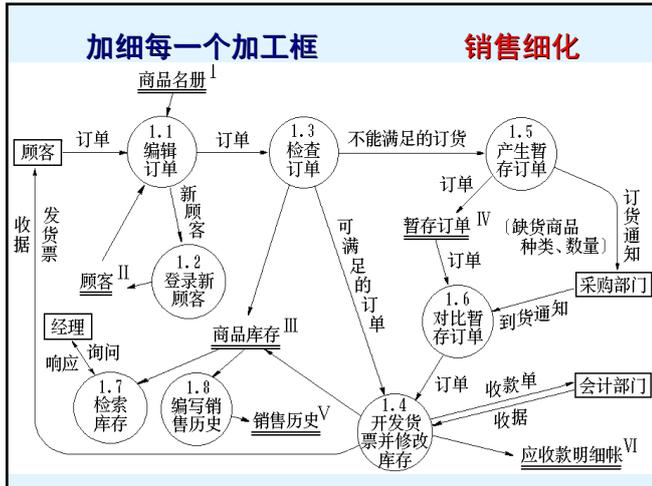 加细每一个加工框
销售细化
商品名册 I
顾客
订单
1.1
编辑
订单
订单
1.3
检查
订单
不能满足的订货
1.5
产生暂
存订单
收据
发货票
新顾客
顾客 II
1.2
登录新
顾客
可满足的订单
订单
暂存订单 IV
〔缺货商品
种类、数量〕
订货通知
订单
1.6
对比暂
存订单
到货通知
采购部门
经理
响应
询问
商品库存 III
1.7
检索
库存
1.8
编写销
售历史
销售历史 V
订单
1.4
开发货
票并修改
库存
收款单
收据
会计部门
应收款明细帐 VI